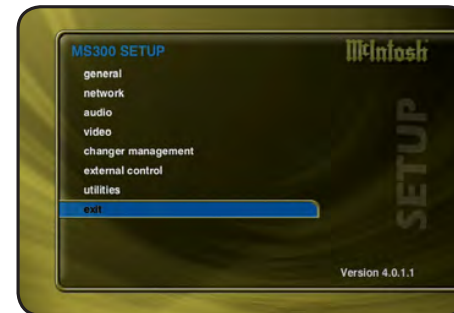 MS300 SETUP
McIntosh
general
network
audio
video
changer management
external control
utilities
exit
SETUP
Version 4.0.1.1